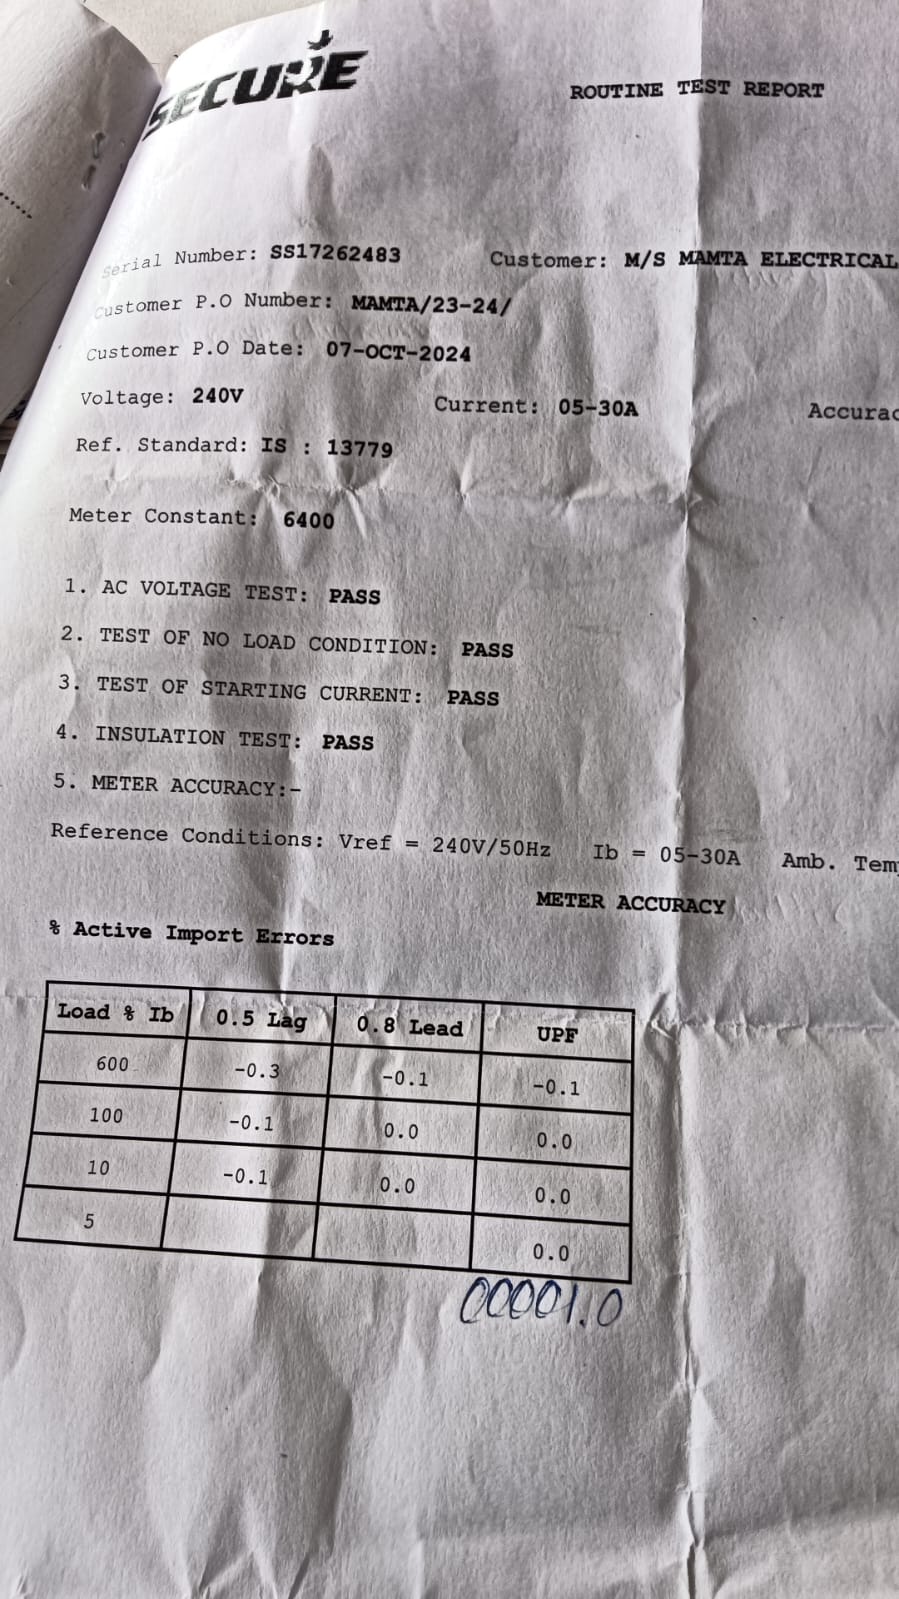 SECURE
ROUTINE TEST REPORT
Serial Number: SS17262483 Customer: M/S MAMTA ELECTRICAL
Customer P.O Number: MAMTA/23-24/
Customer P.O Date: 07-OCT-2024
Voltage: 240V Current: 05-30A Accurac
Ref. Standard: IS : 13779
Meter Constant: 6400
1. AC VOLTAGE TEST: PASS
2. TEST OF NO LOAD CONDITION: PASS
3. TEST OF STARTING CURRENT: PASS
4. INSULATION TEST: PASS
5. METER ACCURACY:-
Reference Conditions: Vref = 240V/50Hz Ib = 05-30A Amb. Tem
METER ACCURACY
% Active Import Errors
Load % Ib 0.5 Lag 0.8 Lead UPF
600 -0.3 -0.1 -0.1
100 -0.1 0.0 0.0
10 -0.1 0.0 0.0
5 0.0
00001.0